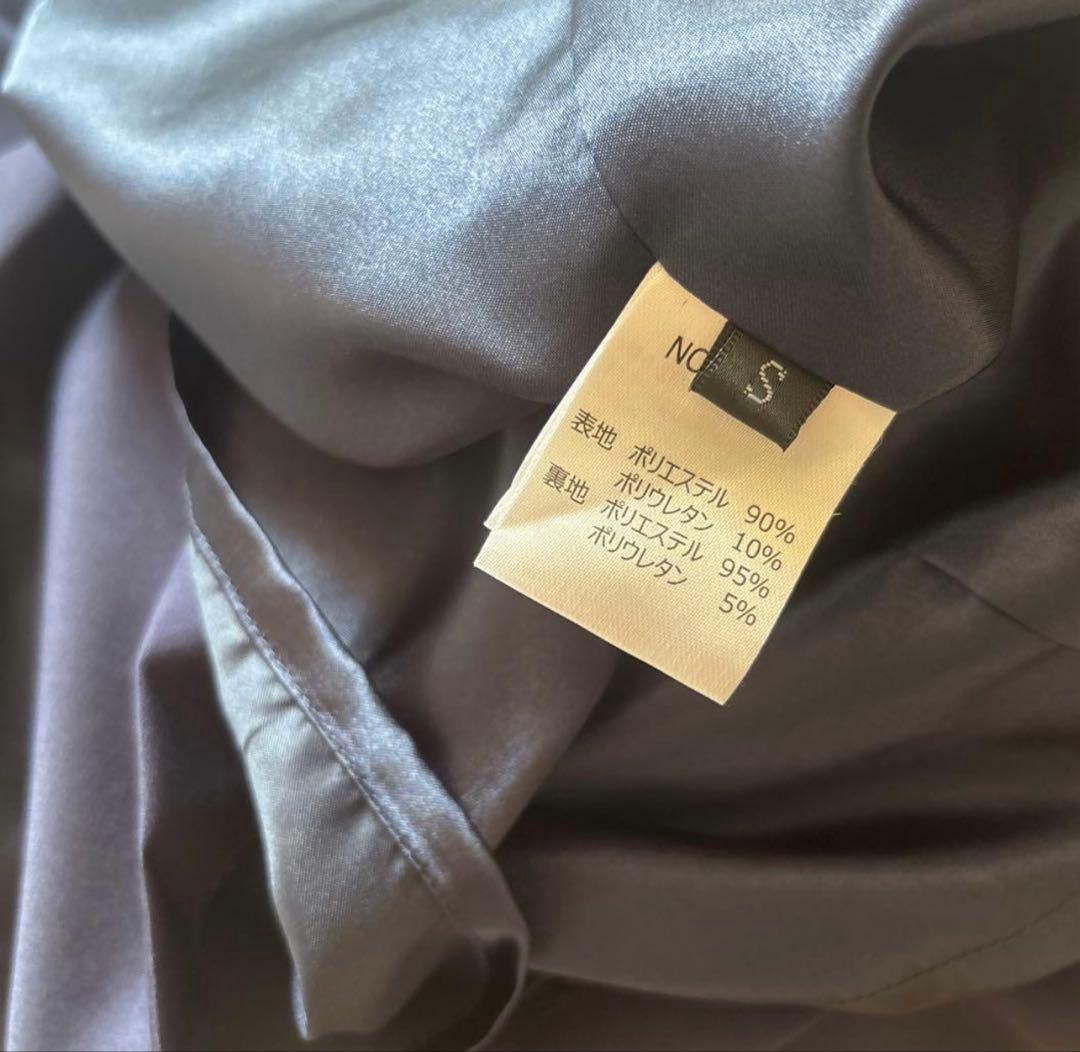 NO
S
表地 ポリエステル 90%
ポリウレタン 10%
裏地 ポリエステル 95%
ポリウレタン 5%